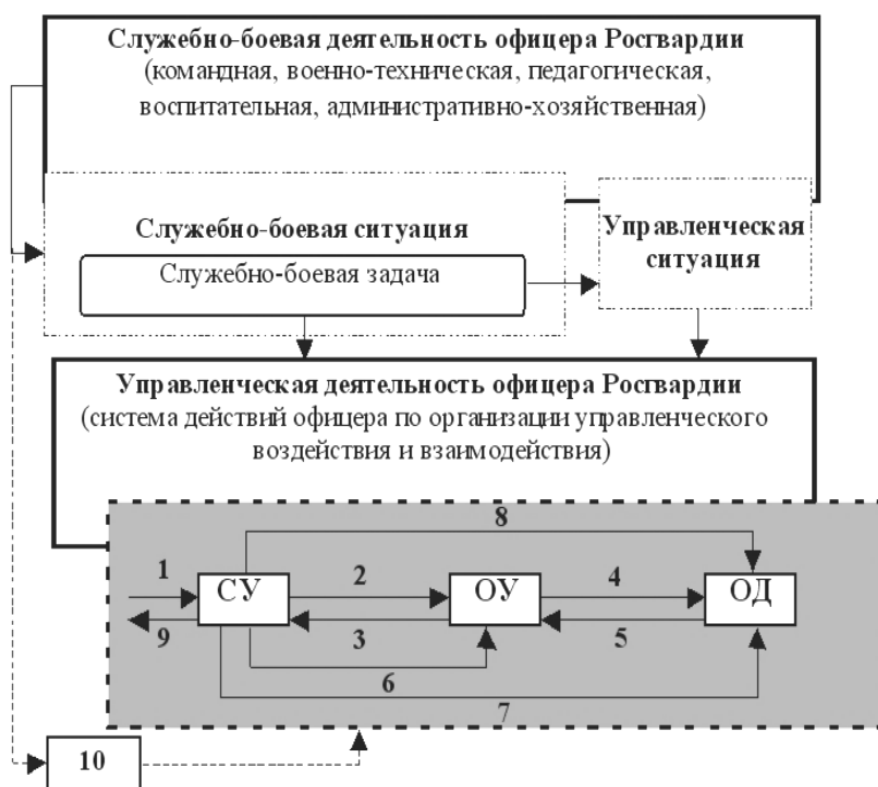 Служебно-боевая деятельность офицера Росгвардии
(командная, военно-техническая, педагогическая,
воспитательная, административно-хозяйственная)
Служебно-боевая ситуация
Служебно-боевая задача
Управленческая
ситуация
Управленческая деятельность офицера Росгвардии
(система действий офицера по организации управленческого
воздействия и взаимодействия)
8
1
2
4
СУ
ОУ
ОД
9
3
5
6
7
10